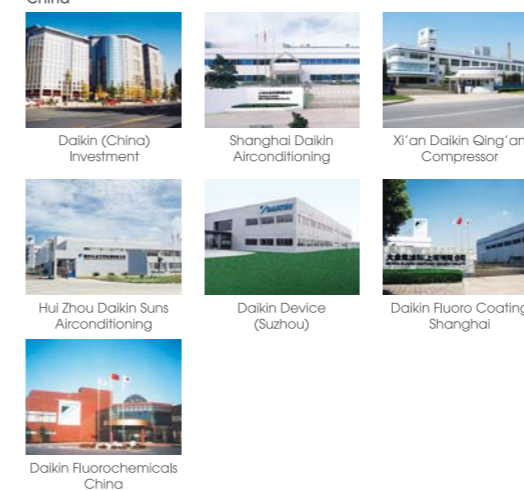 China
Daikin (China)
Investment
Shanghai Daikin
Airconditioning
Xi'an Daikin Qing'an
Compressor
Hui Zhou Daikin Suns
Airconditioning
DAIKIN
Daikin Device
(Suzhou)
Daikin Fluoro Coating
Shanghai
Daikin Fluorochemicals
China